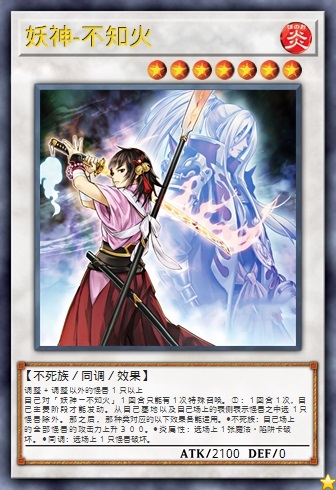 妖神-不知火
炎
【不死族／同调／效果】
调整＋调整以外的怪兽1只以上
自己对「妖神-不知火」1回合只能有1次特殊召唤。①：1回合1次，自
己主要阶段才能发动。从自己墓地以及自己场上的表侧表示怪兽之中选1只
怪兽除外。那之后，那种类对应的以下效果各能适用。●不死族：自己场上
的全部怪兽的攻击力上升300。●炎属性：选场上1张魔法·陷阱卡破
坏。●同调：选场上1只怪兽破坏。
ATK/2100 DEF/0